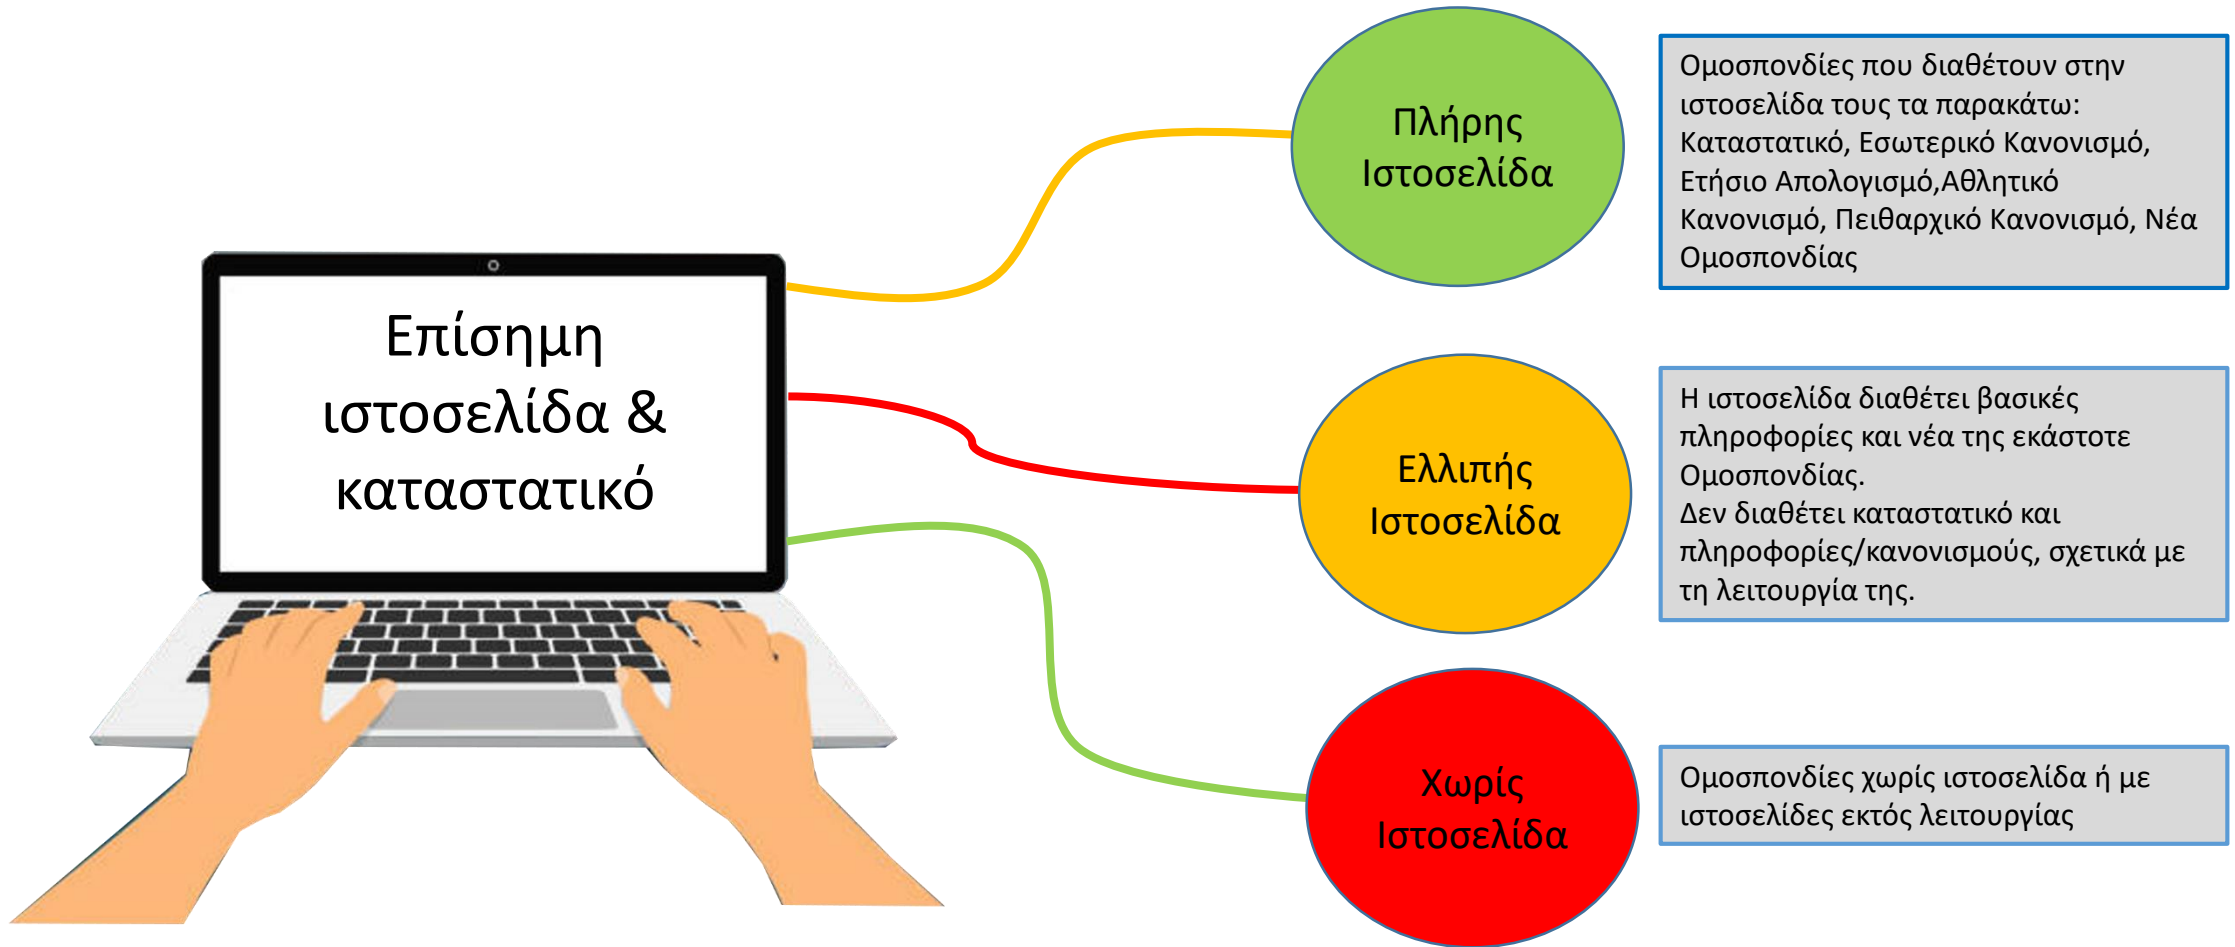 Επίσημη
ιστοσελίδα &
καταστατικό
Πλήρης
Ιστοσελίδα
Ομοσπονδίες που διαθέτουν στην
ιστοσελίδα τους τα παρακάτω:
Καταστατικό, Εσωτερικό Κανονισμό,
Ετήσιο Απολογισμό,Αθλητικό
Κανονισμό, Πειθαρχικό Κανονισμό, Νέα
Ομοσπονδίας
Ελλιπής
Ιστοσελίδα
Η ιστοσελίδα διαθέτει βασικές
πληροφορίες και νέα της εκάστοτε
Ομοσπονδίας.
Δεν διαθέτει καταστατικό και
πληροφορίες/κανονισμούς, σχετικά με
τη λειτουργία της.
Χωρίς
Ιστοσελίδα
Ομοσπονδίες χωρίς ιστοσελίδα ή με
ιστοσελίδες εκτός λειτουργίας